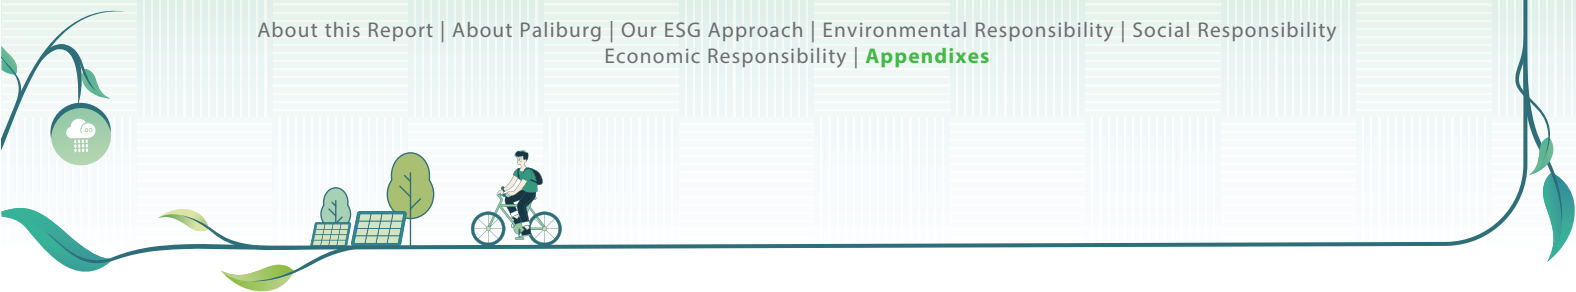 About this Report | About Paliburg | Our ESG Approach | Environmental Responsibility | Social Responsibility
Economic Responsibility | Appendixes